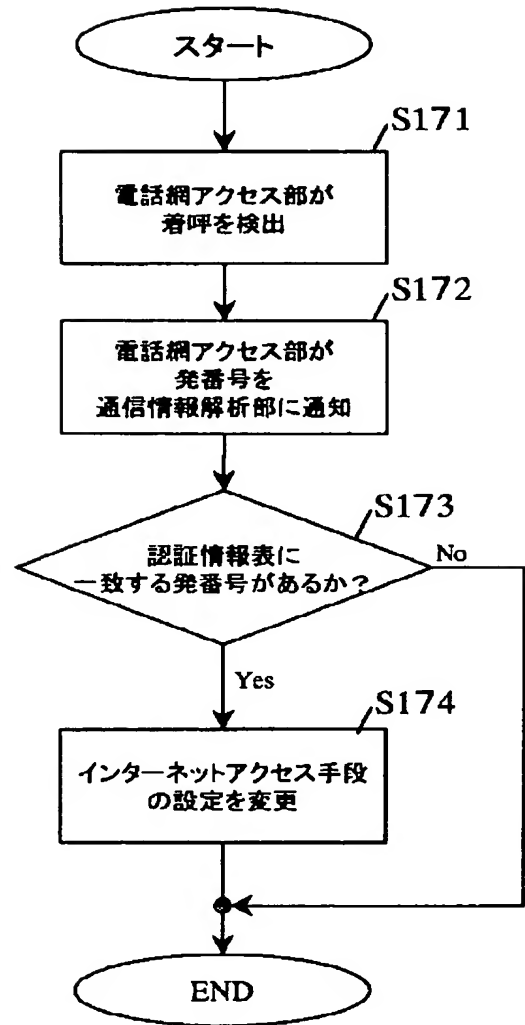 スタート
S171
電話網アクセス部が
着呼を検出
S172
電話網アクセス部が
発番号を
通信情報解析部に通知
S173
認証情報表に
一致する発番号があるか？
No
Yes
S174
インターネットアクセス手段
の設定を変更
END